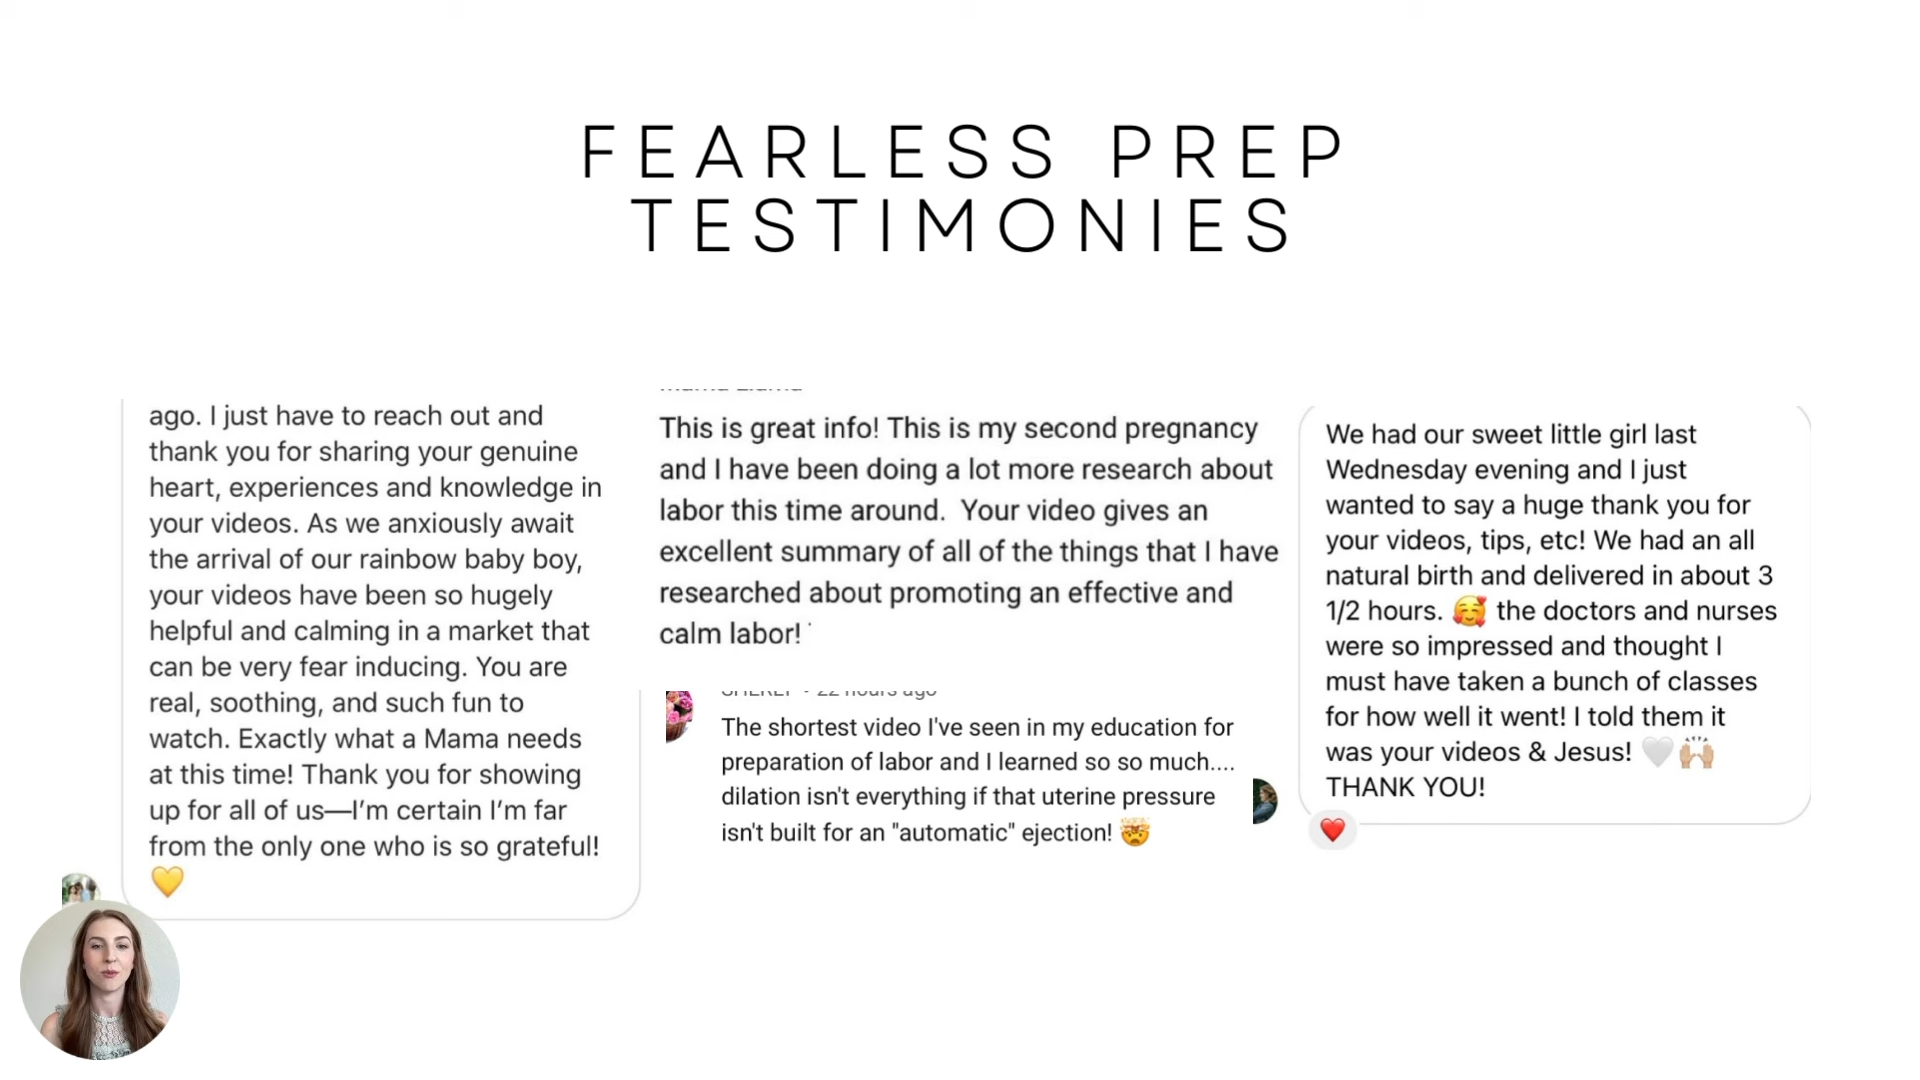 FEARLESS PREP
TESTIMONIES
ago. I just have to reach out and
thank you for sharing your genuine
heart, experiences and knowledge in
your videos. As we anxiously await
the arrival of our rainbow baby boy,
your videos have been so hugely
helpful and calming in a market that
can be very fear inducing. You are
real, soothing, and such fun to
watch. Exactly what a Mama needs
at this time! Thank you for showing
up for all of us—I’m certain I’m far
from the only one who is so grateful!
💛
This is great info! This is my second pregnancy
and I have been doing a lot more research about
labor this time around.  Your video gives an
excellent summary of all of the things that I have
researched about promoting an effective and
calm labor!
22 hours ago
The shortest video I've seen in my education for
preparation of labor and I learned so so much....
dilation isn't everything if that uterine pressure
isn't built for an "automatic" ejection! 🤯
We had our sweet little girl last
Wednesday evening and I just
wanted to say a huge thank you for
your videos, tips, etc! We had an all
natural birth and delivered in about 3
1/2 hours. 🥰 the doctors and nurses
were so impressed and thought I
must have taken a bunch of classes
for how well it went! I told them it
was your videos & Jesus! 🤍🙌🏼
THANK YOU!
❤️